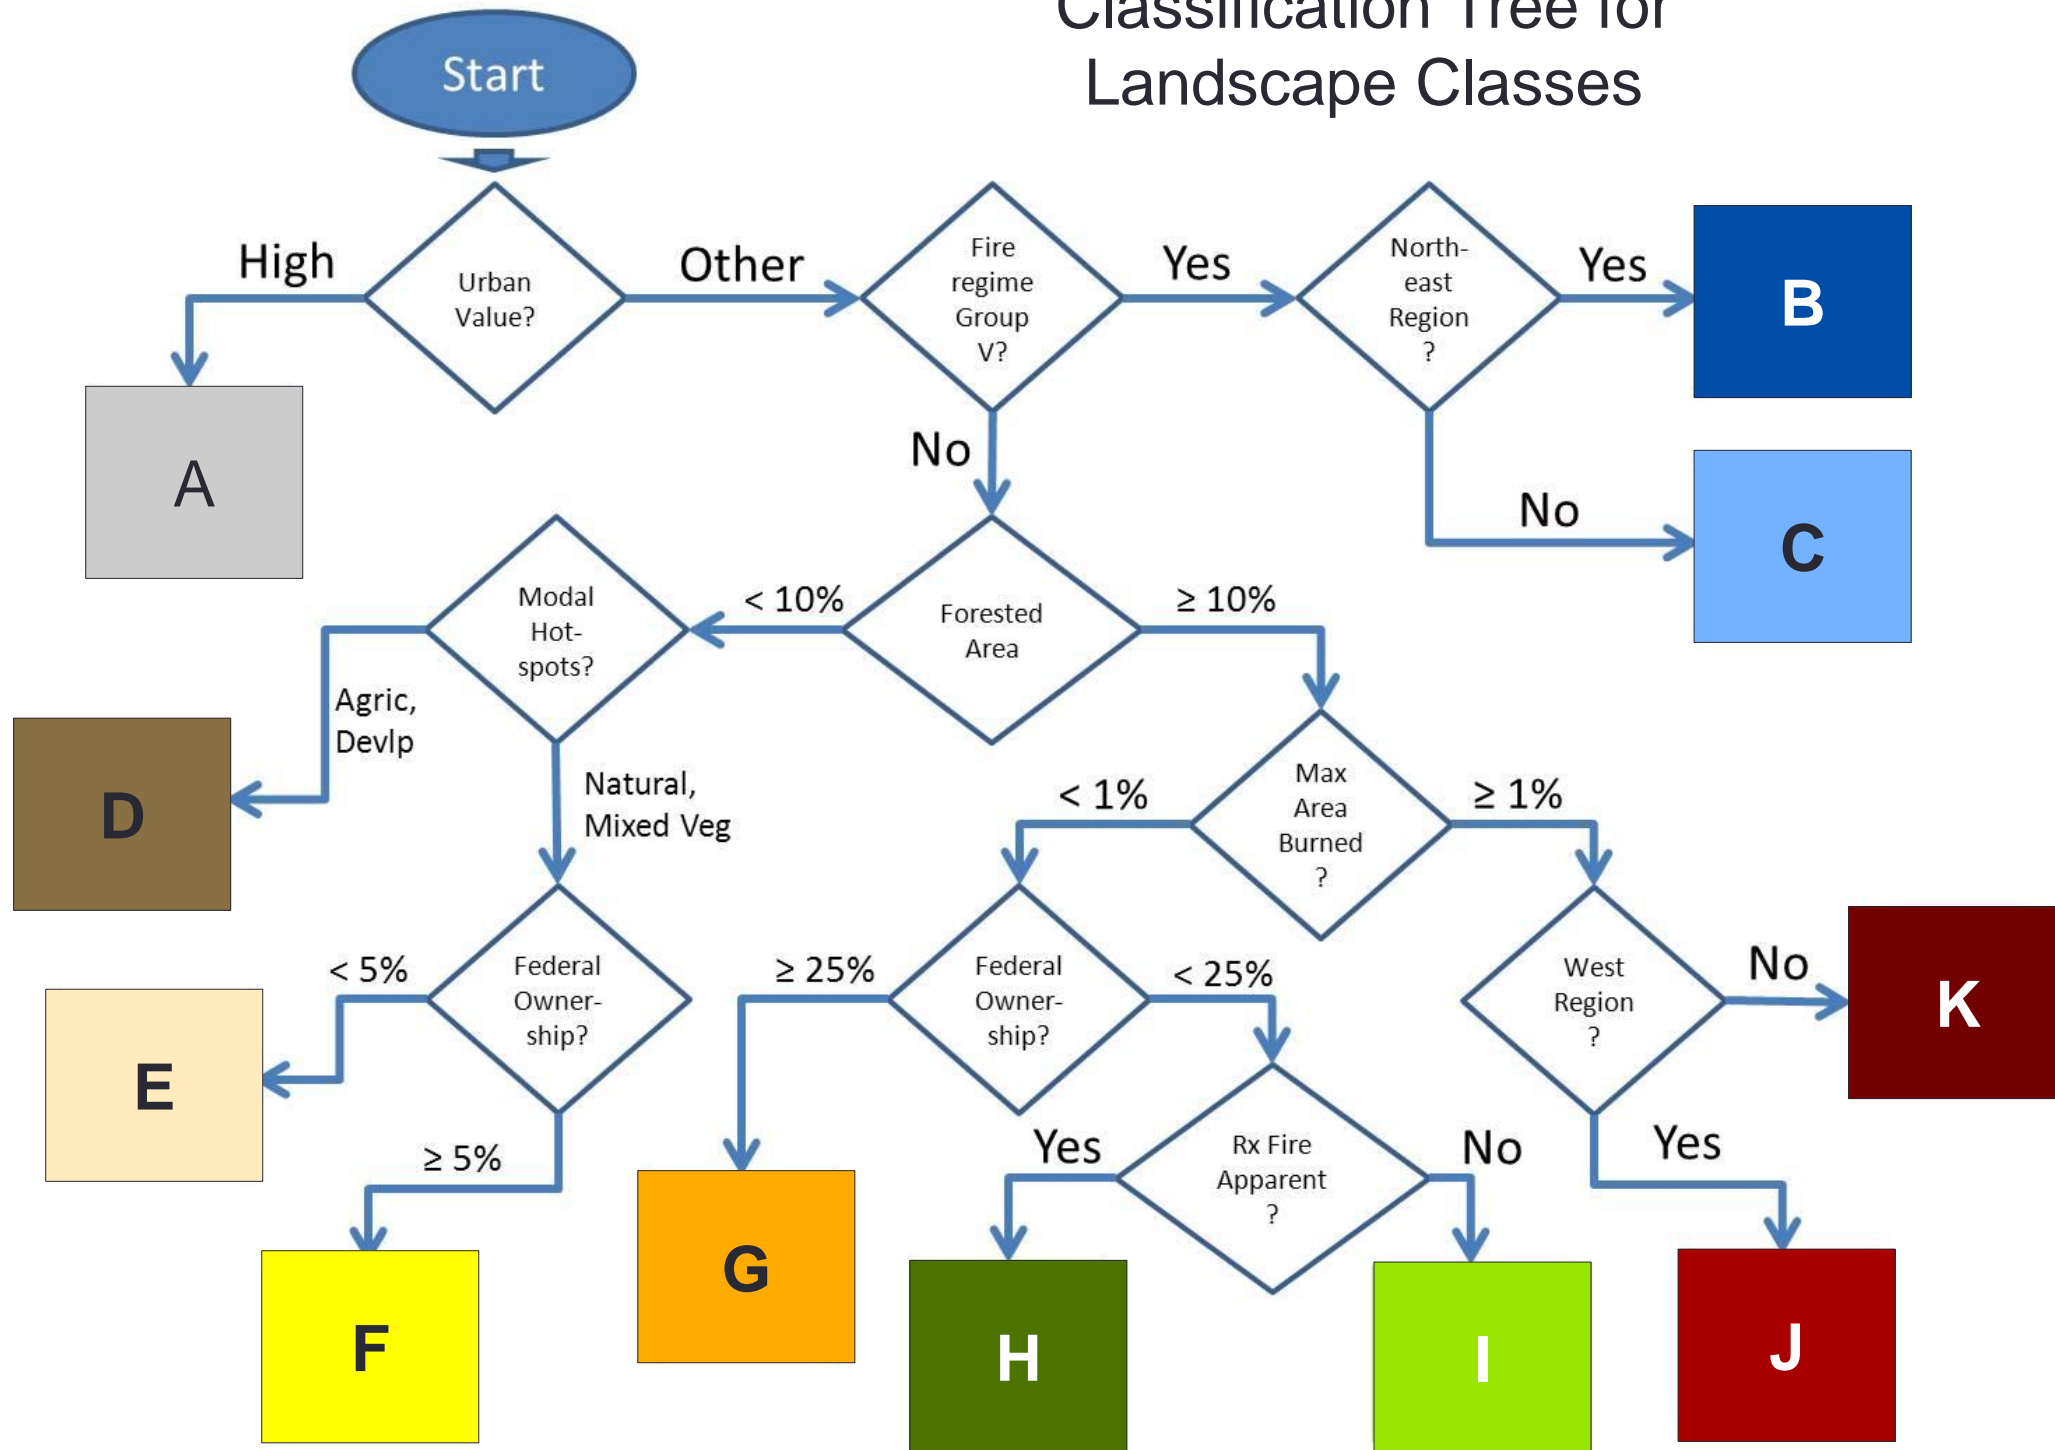 Classification Tree for
Landscape Classes
Start
High
Urban
Value?
Other
Fire
regime
Group
V?
Yes
North-
east
Region
?
Yes
B
A
No
No
C
Modal
Hot-
spots?
< 10%
Forested
Area
≥ 10%
Agric,
Devlp
D
Natural,
Mixed Veg
< 1%
Max
Area
Burned
?
≥ 1%
< 5%
Federal
Owner-
ship?
≥ 25%
Federal
Owner-
ship?
< 25%
West
Region
?
No
K
E
≥ 5%
Yes
Rx Fire
Apparent
?
No
Yes
F
G
H
I
J